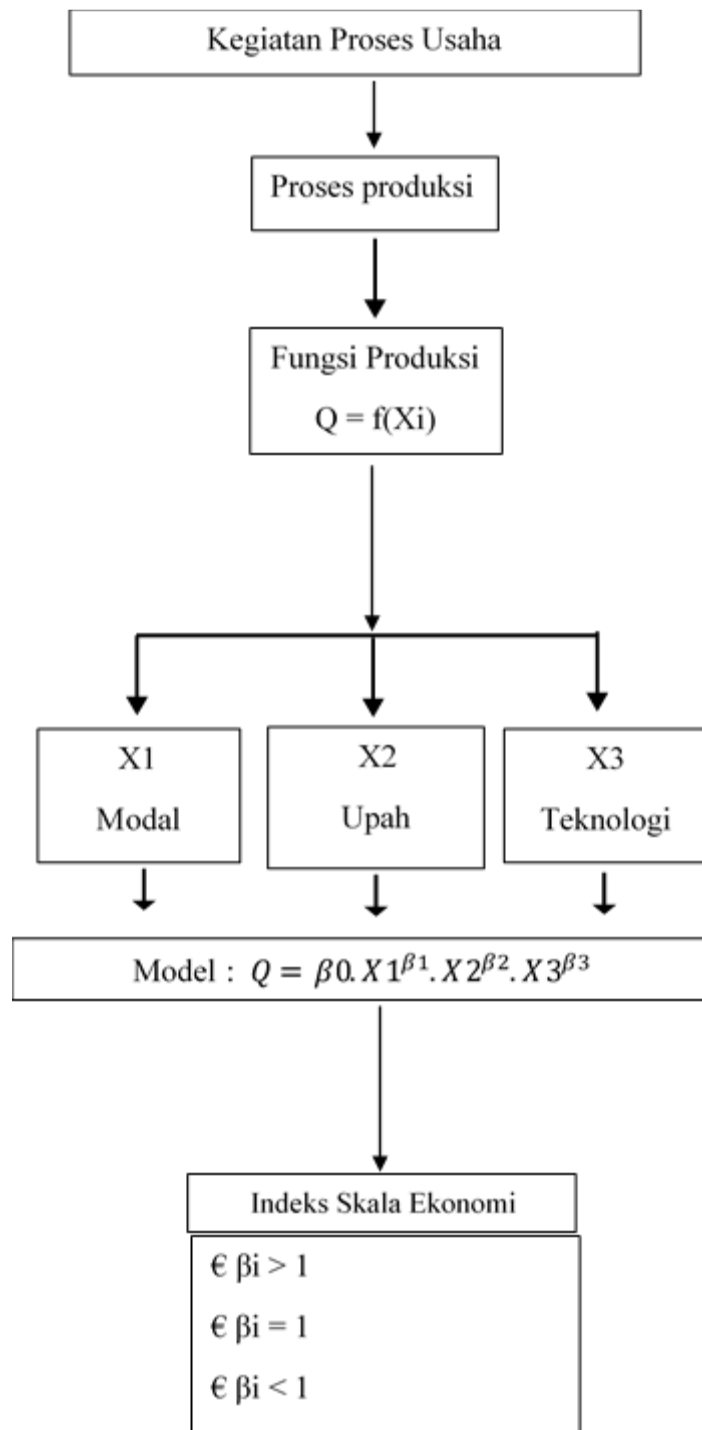 Kegiatan Proses Usaha
Proses produksi
Fungsi Produksi
Q = f(Xi)
X1
Modal
X2
Upah
X3
Teknologi
Model : Q = β0. X1^β1. X2^β2. X3^β3
Indeks Skala Ekonomi
€ βi > 1
€ βi = 1
€ βi < 1